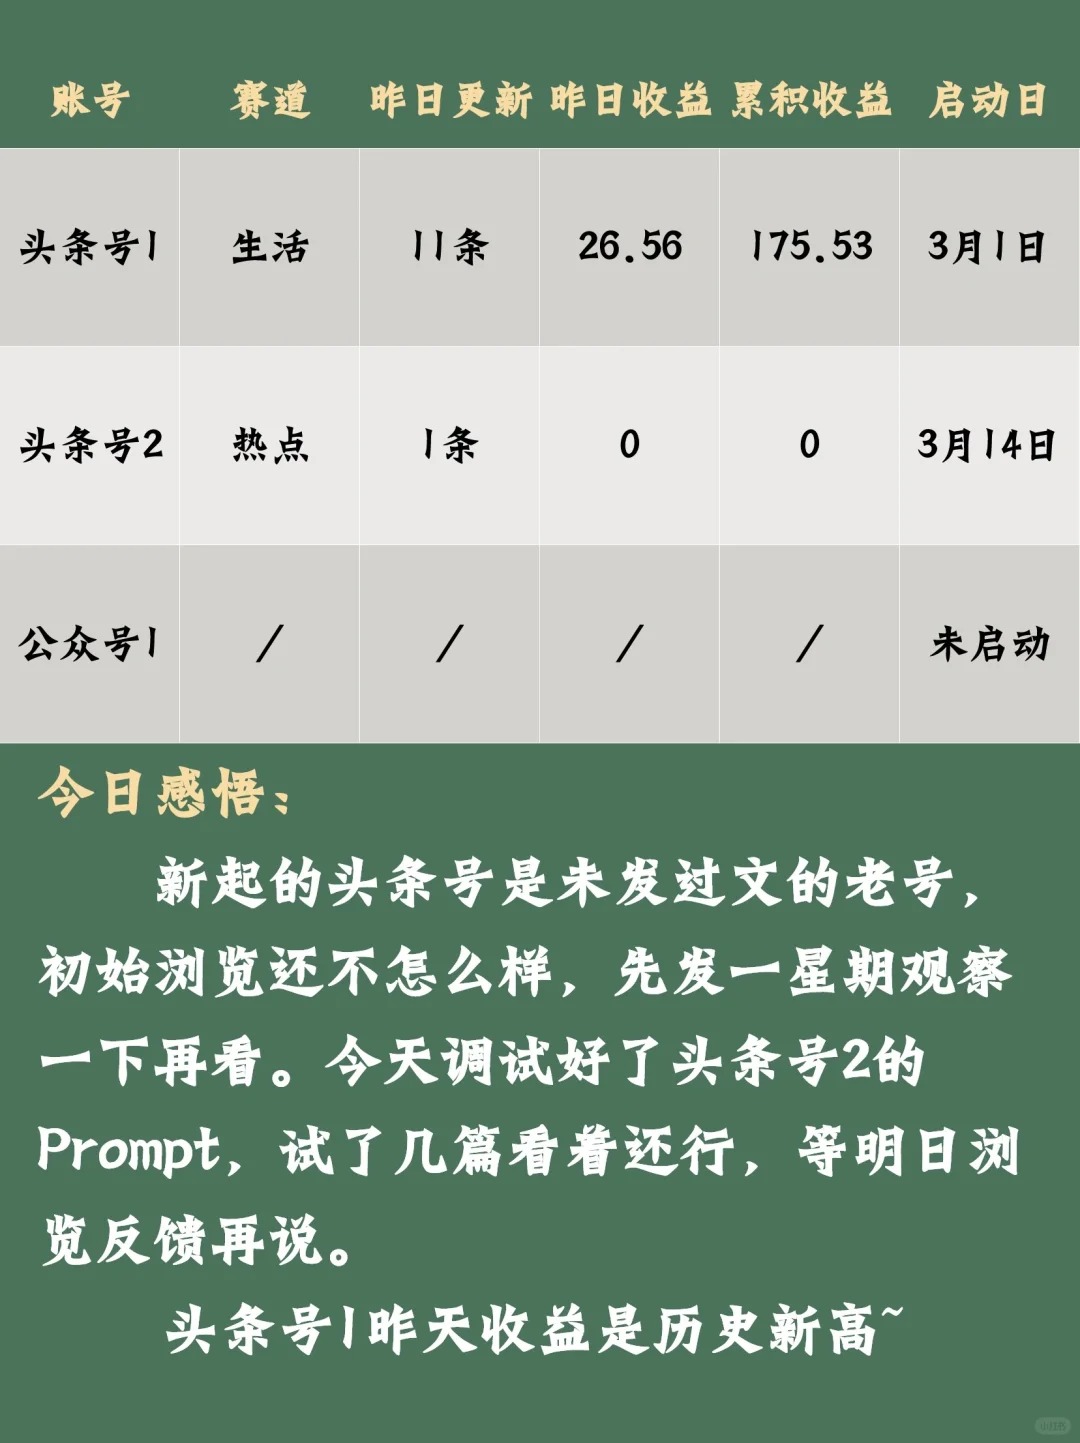 账号 赛道 昨日更新 昨日收益 累积收益 启动日
头条号1 生活 11条 26.56 175.53 3月1日
头条号2 热点 1条 0 0 3月14日
公众号1 / / / / 未启动
今日感悟：
新起的头条号是未发过文的老号，
初始浏览还不怎么样，先发一星期观察
一下再看。今天调试好了头条号2的
Prompt，试了几篇看着还行，等明日浏
览反馈再说。
头条号1昨天收益是历史新高~
小红书